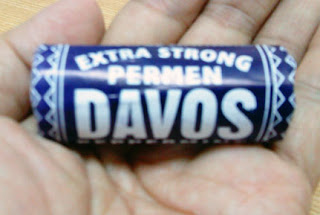 EXTRA STRONG
PERMEN
DAVOS